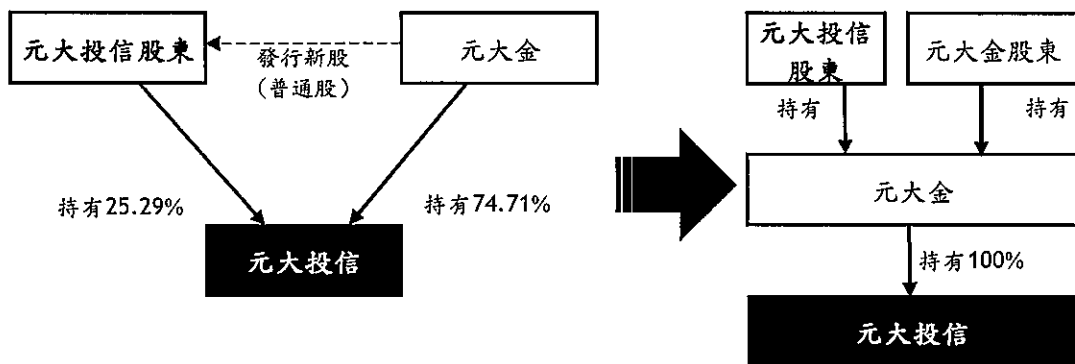 元大投信股東
發行新股
(普通股)
元大金
持有25.29%
持有74.71%
元大投信
元大投信
股東
元大金股東
持有
持有
元大金
持有100%
元大投信